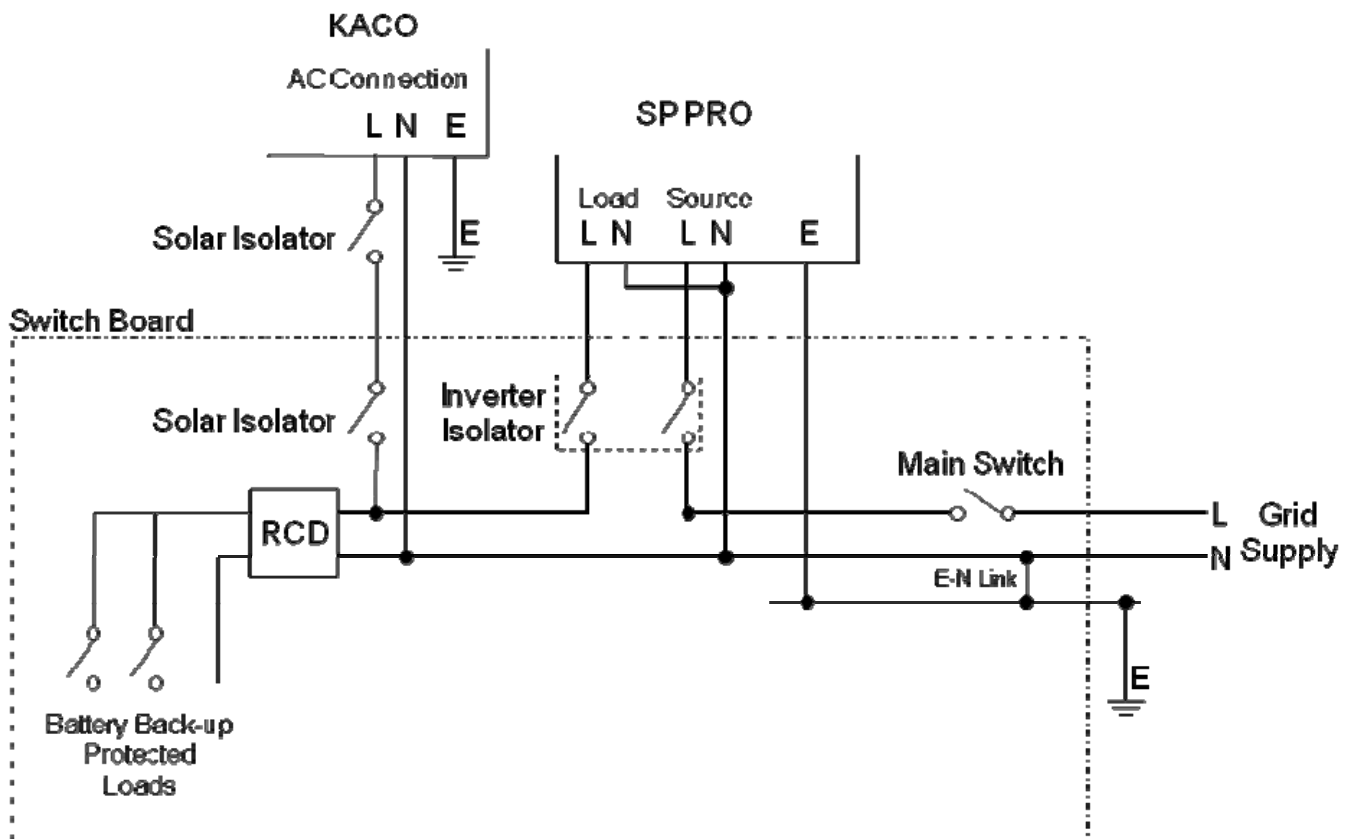 KACO
AC Connection
L N E
SP PRO
Load Source
L N L N E
Solar Isolator
E
Switch Board
Solar Isolator
Inverter
Isolator
Main Switch
RCD
L Grid
N Supply
E-N Link
E
Battery Back-up
Protected
Loads